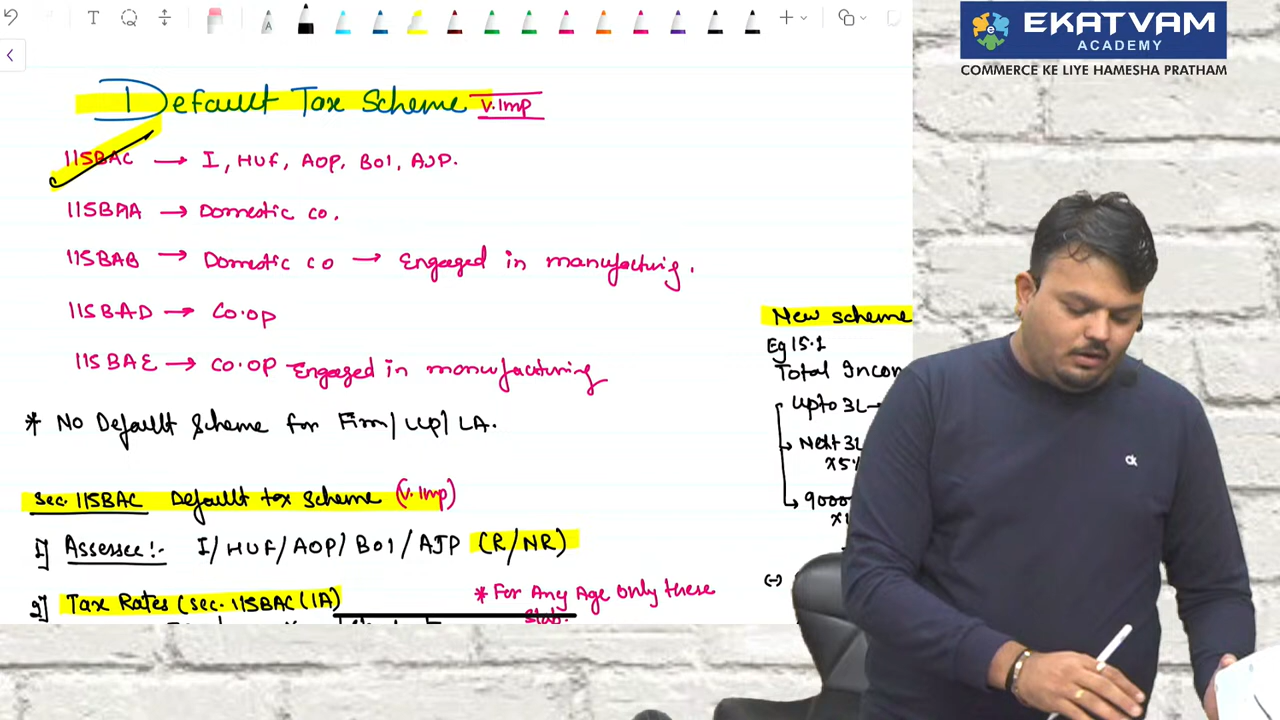 EKATVAM
ACADEMY
COMMERCE KE LIYE HAMESHA PRATHAM
Default Tax Scheme V.Imp
115BAC → I, HUF, AOP, BOI, AJP.
115BAA → Domestic co.
115BAB → Domestic co → Engaged in manufacturing.
115BAD → Co.op
115BAE → CO.OP Engaged in manufacturing
* No Default Scheme for Firm/ LLP/ LA.
Sec. 115BAC Default tax Scheme (V.Imp)
1] Assessee:- I/ HUF/ AOP/ BOI / AJP (R/NR)
2] Tax Rates (sec. 115BAC(1A)
* For Any Age Only these
Slab.
New scheme
Eg 15.1
Total Incom
Upto 3L
Next 3L
x5%
9000